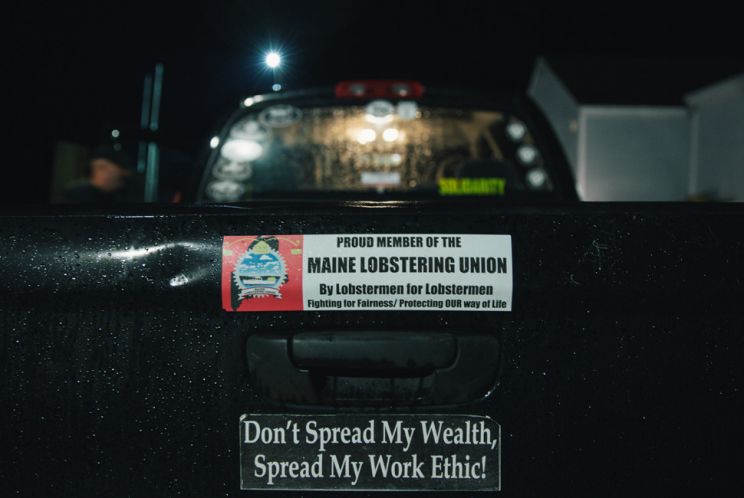 SOLIDARITY
PROUD MEMBER OF THE
MAINE LOBSTERING UNION
By Lobstermen for Lobstermen
Fighting for Fairness/ Protecting OUR way of Life
Don't Spread My Wealth,
Spread My Work Ethic!